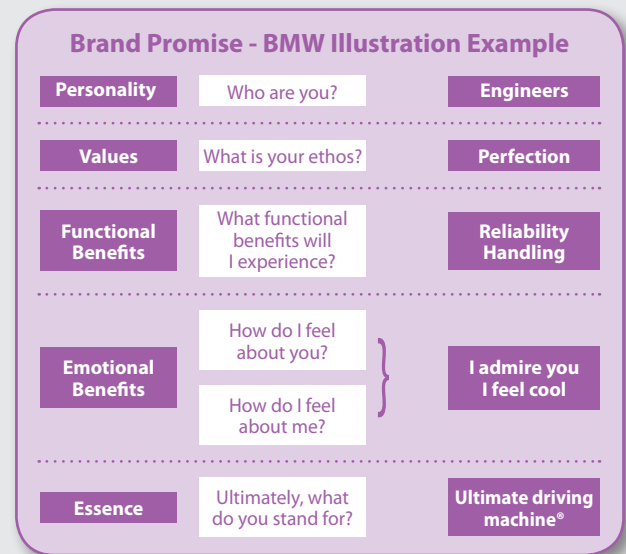 Brand Promise - BMW Illustration Example
Personality
Who are you?
Engineers
Values
What is your ethos?
Perfection
Functional
Benefits
What functional
benefits will
I experience?
Reliability
Handling
Emotional
Benefits
How do I feel
about you?
How do I feel
about me?
I admire you
I feel cool
Essence
Ultimately, what
do you stand for?
Ultimate driving
machine®